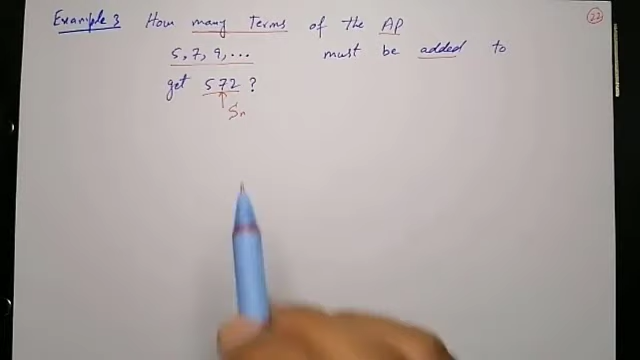 Example 3 How many terms of the AP
22
5, 7, 9, ... must be added to
get 572 ?
Sn